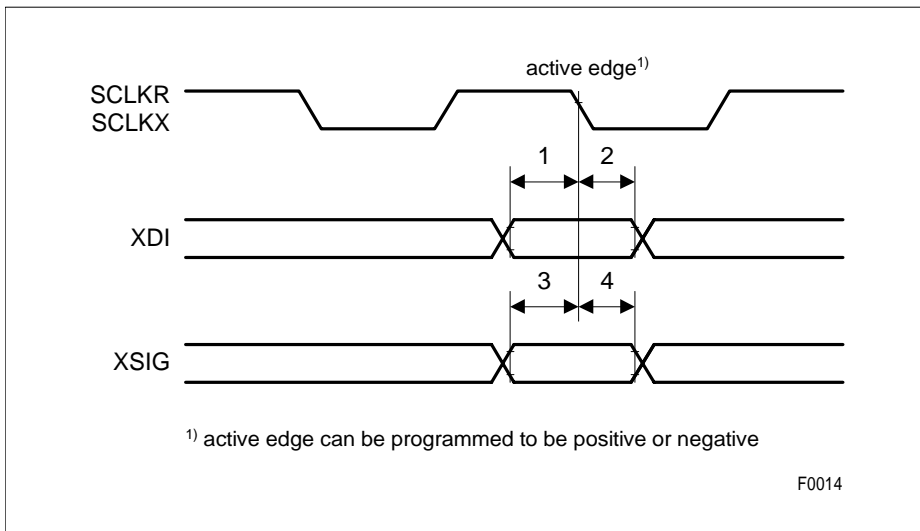 active edge1)
SCLKR
SCLKX
1 2
XDI
3 4
XSIG
1) active edge can be programmed to be positive or negative
F0014